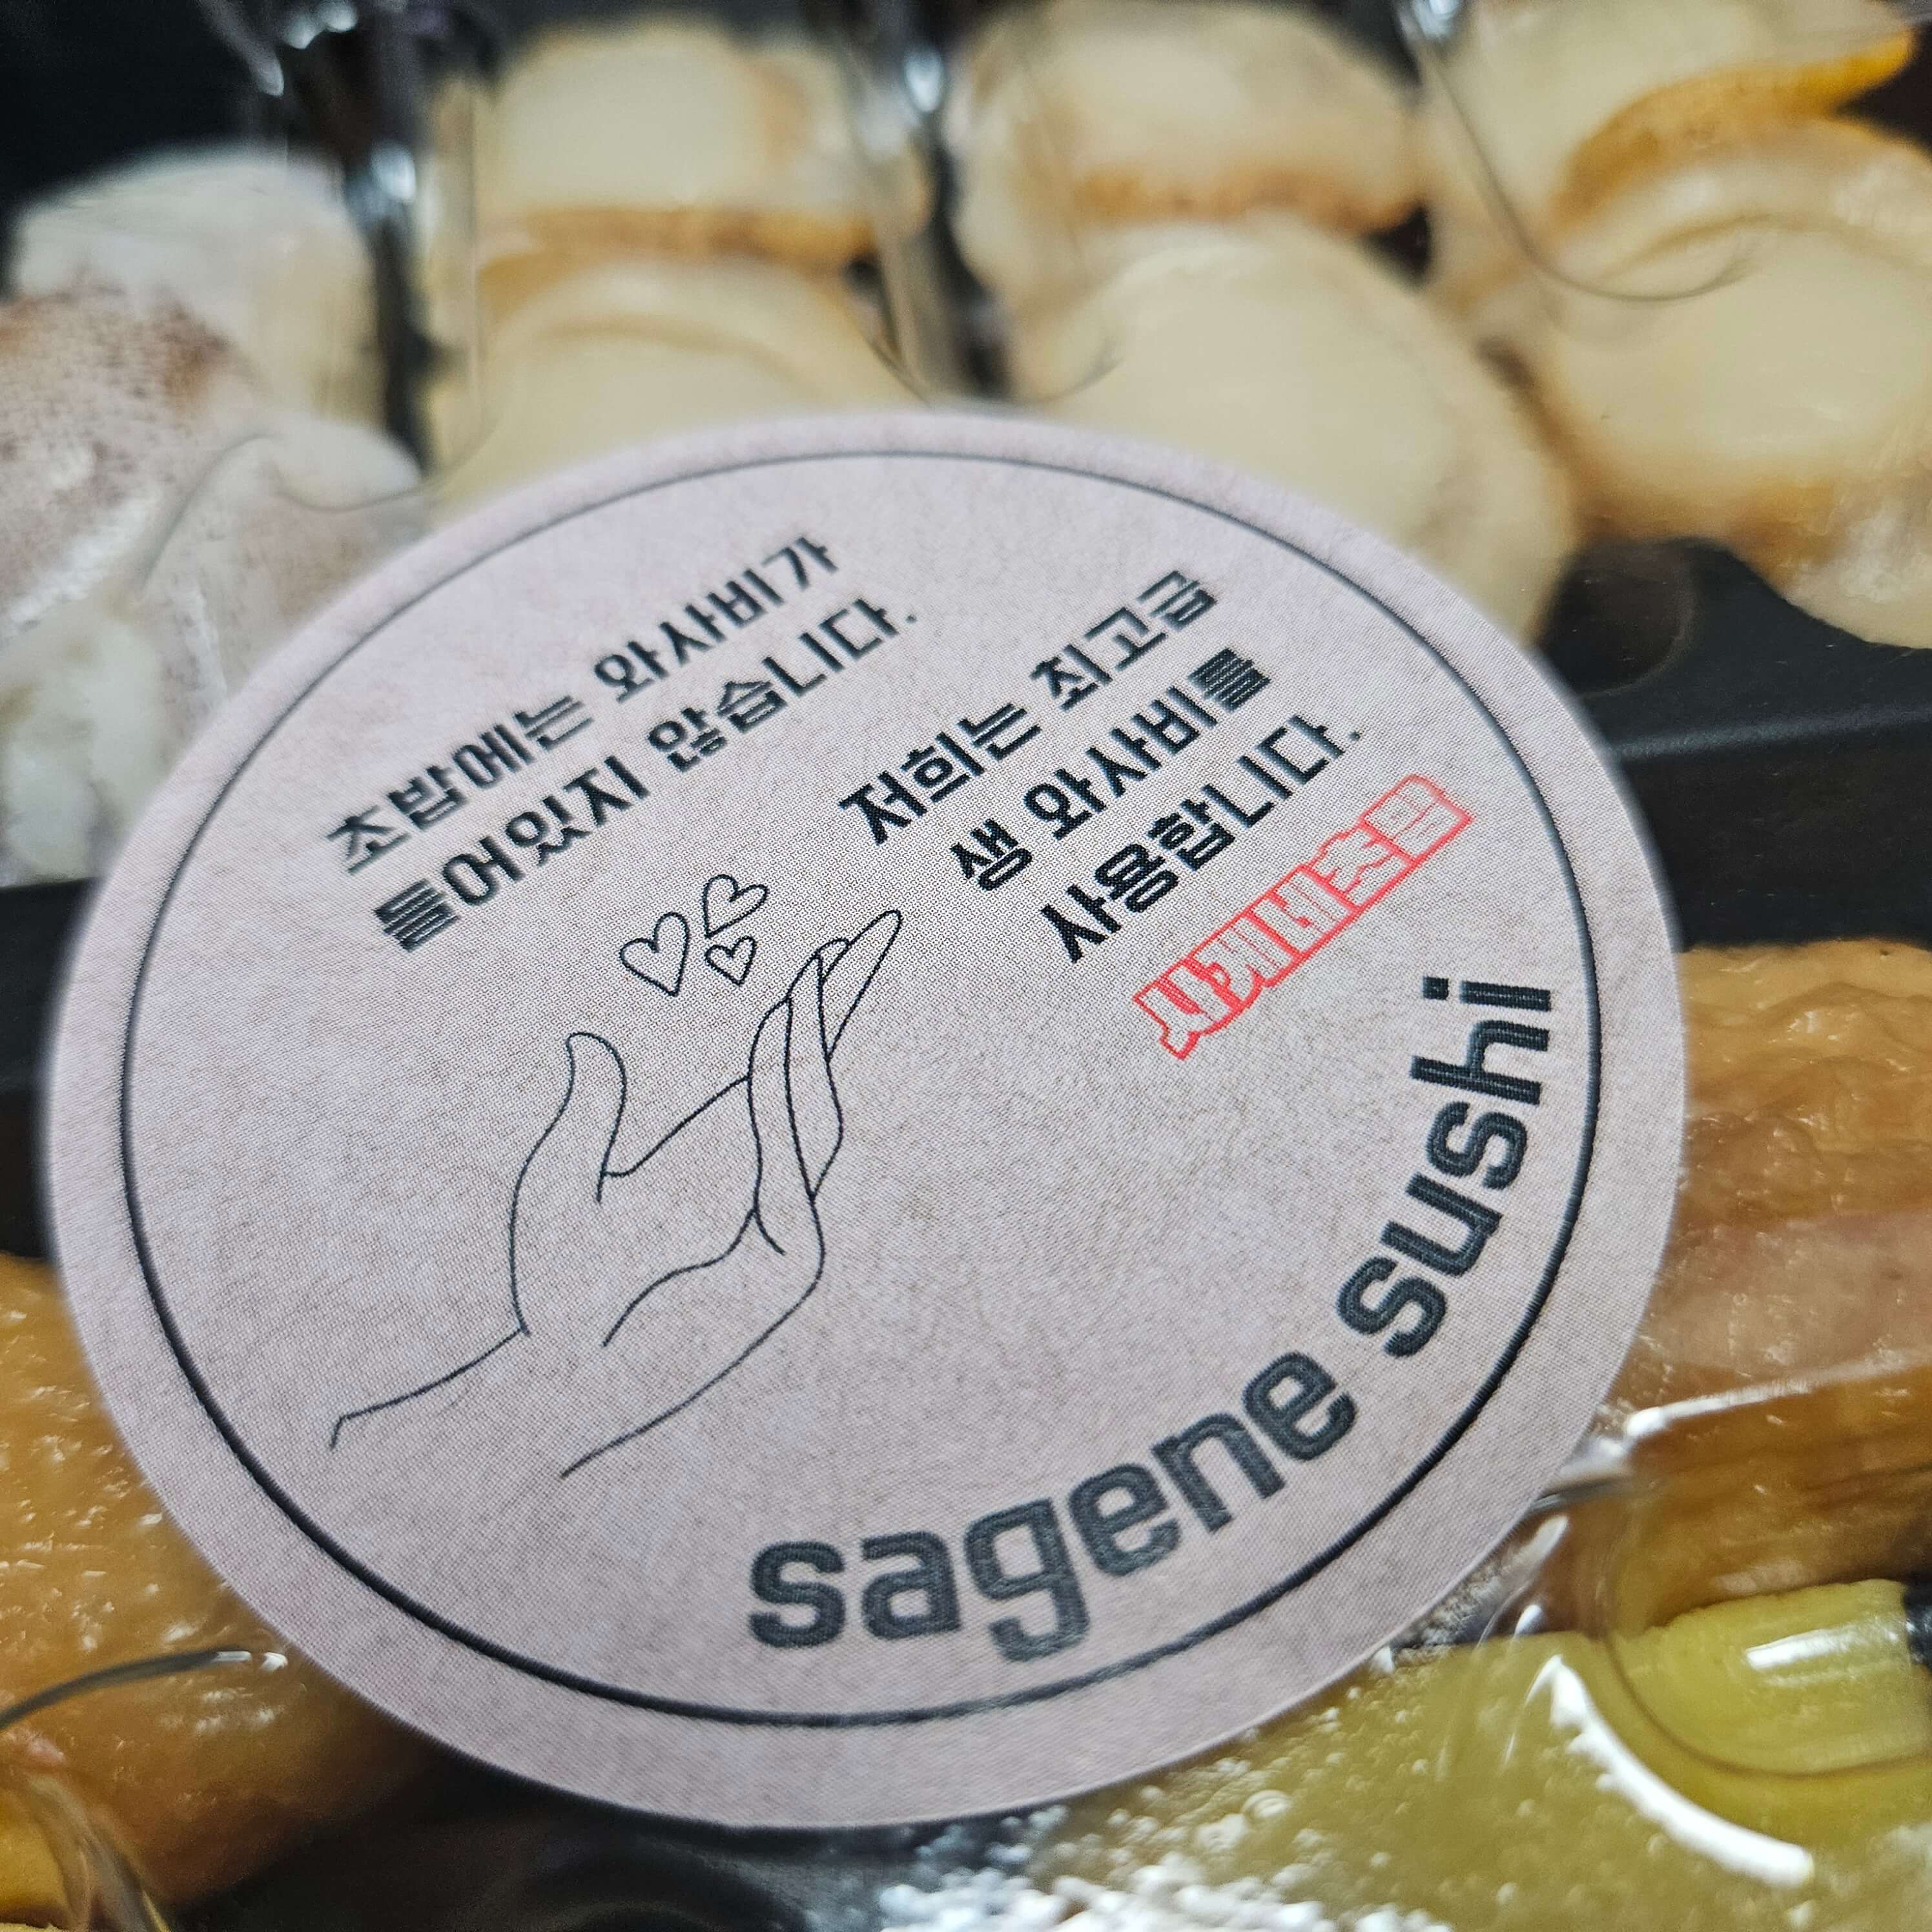 초밥에는 와사비가
들어있지 않습니다.
저희는 최고급
생 와사비를
사용합니다.
사계네초밥
sagene sushi